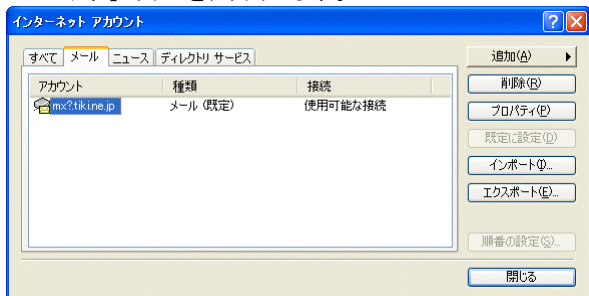 インターネット アカウント
すべて メール ニュース ディレクトリ サービス
追加(A)
アカウント 種類 接続
削除(R)
mx?.tiki.ne.jp メール (既定) 使用可能な接続
プロパティ(P)
既定に設定(D)
インポート(I)...
エクスポート(E)...
順番の設定(S)...
閉じる